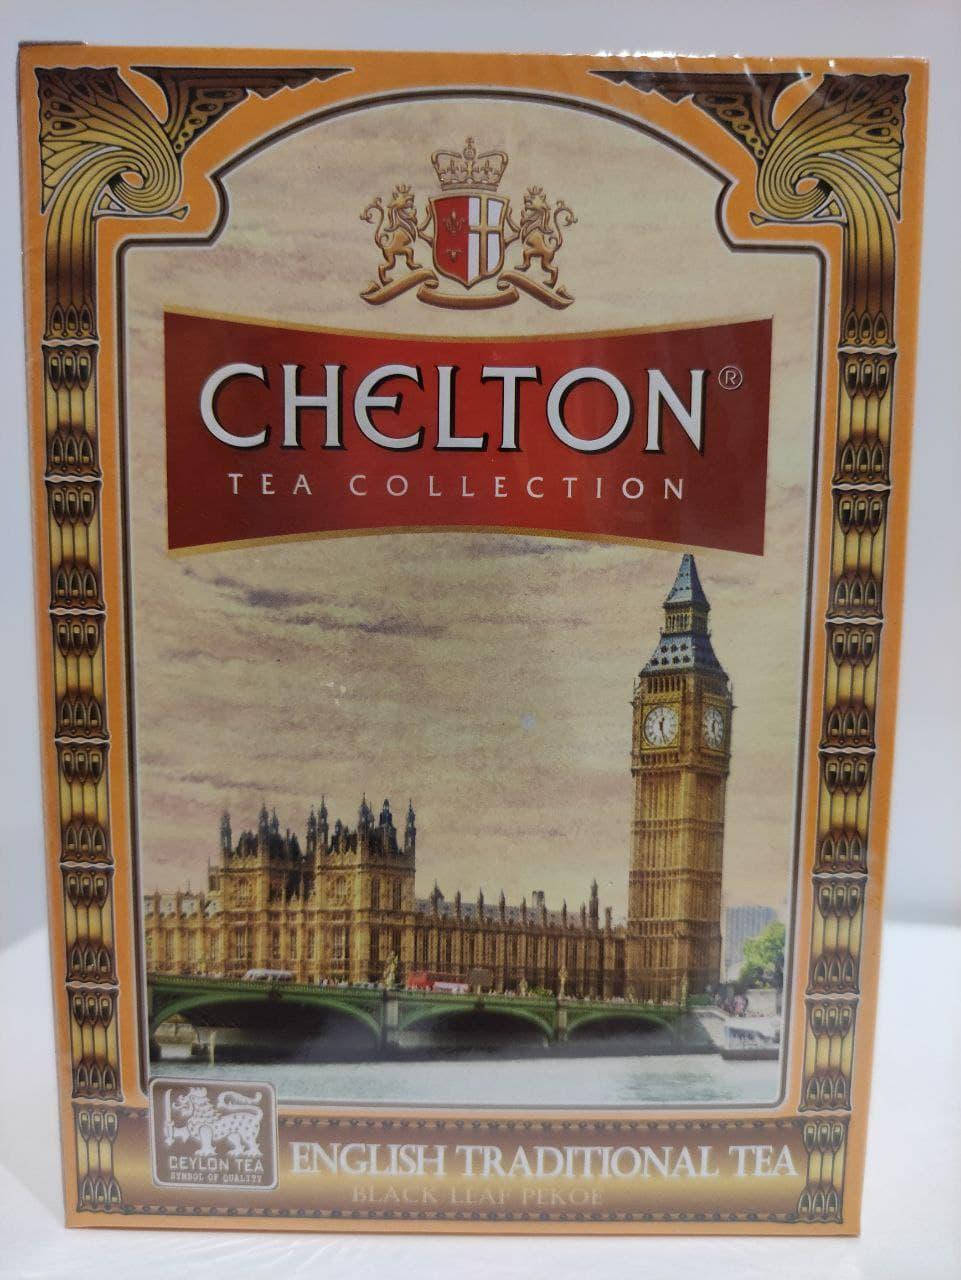 CHELTON®
TEA COLLECTION
CEYLON TEA
SYMBOL OF QUALITY
ENGLISH TRADITIONAL TEA
BLACK LEAF PEKOE